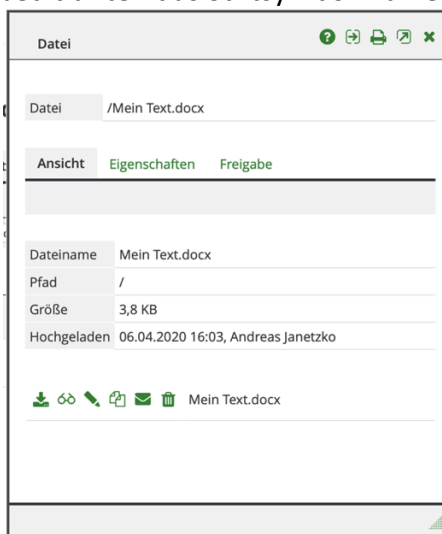 Datei
Datei /Mein Text.docx
Ansicht Eigenschaften Freigabe
Dateiname Mein Text.docx
Pfad /
Größe 3,8 KB
Hochgeladen 06.04.2020 16:03, Andreas Janetzko
Mein Text.docx